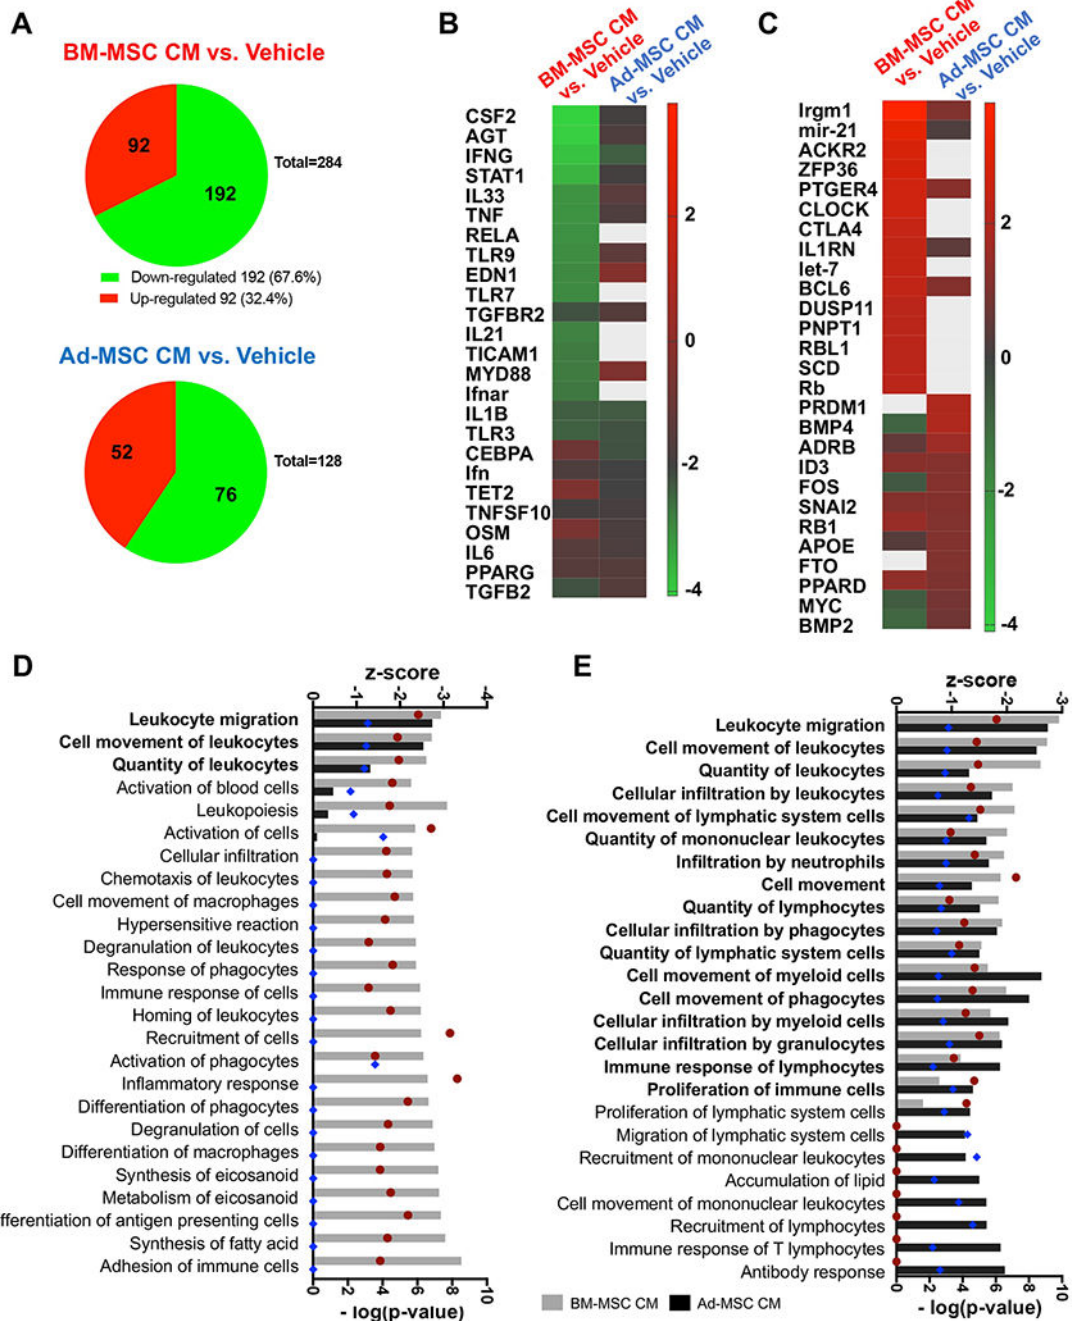 A
BM-MSC CM vs. Vehicle
92
192
Total=284
Down-regulated 192 (67.6%)
Up-regulated 92 (32.4%)
Ad-MSC CM vs. Vehicle
52
76
Total=128
B
BM-MSC CM
vs. Vehicle
Ad-MSC CM
vs. Vehicle
CSF2
AGT
IFNG
STAT1
IL33
TNF
RELA
TLR9
EDN1
TLR7
TGFBR2
IL21
TICAM1
MYD88
Ifnar
IL1B
TLR3
CEBPA
Ifn
TET2
TNFSF10
OSM
IL6
PPARG
TGFB2
2
0
-2
-4
C
BM-MSC CM
vs. Vehicle
Ad-MSC CM
vs. Vehicle
Irgm1
mir-21
ACKR2
ZFP36
PTGER4
CLOCK
CTLA4
IL1RN
let-7
BCL6
DUSP11
PNPT1
RBL1
SCD
Rb
PRDM1
BMP4
ADRB
ID3
FOS
SNAI2
RB1
APOE
FTO
PPARD
MYC
BMP2
2
0
-2
-4
D
z-score
0 -1 -2 -3 -4
Leukocyte migration
Cell movement of leukocytes
Quantity of leukocytes
Activation of blood cells
Leukopoiesis
Activation of cells
Cellular infiltration
Chemotaxis of leukocytes
Cell movement of macrophages
Hypersensitive reaction
Degranulation of leukocytes
Response of phagocytes
Immune response of cells
Homing of leukocytes
Recruitment of cells
Activation of phagocytes
Inflammatory response
Differentiation of phagocytes
Degranulation of cells
Differentiation of macrophages
Synthesis of eicosanoid
Metabolism of eicosanoid
fferentiation of antigen presenting cells
Synthesis of fatty acid
Adhesion of immune cells
0 2 4 6 8 10
- log(p-value)
E
z-score
0 -1 -2 -3
Leukocyte migration
Cell movement of leukocytes
Quantity of leukocytes
Cellular infiltration by leukocytes
Cell movement of lymphatic system cells
Quantity of mononuclear leukocytes
Infiltration by neutrophils
Cell movement
Quantity of lymphocytes
Cellular infiltration by phagocytes
Quantity of lymphatic system cells
Cell movement of myeloid cells
Cell movement of phagocytes
Cellular infiltration by myeloid cells
Cellular infiltration by granulocytes
Immune response of lymphocytes
Proliferation of immune cells
Proliferation of lymphatic system cells
Migration of lymphatic system cells
Recruitment of mononuclear leukocytes
Accumulation of lipid
Cell movement of mononuclear leukocytes
Recruitment of lymphocytes
Immune response of T lymphocytes
Antibody response
0 2 4 6 8 10
- log(p-value)
BM-MSC CM
Ad-MSC CM